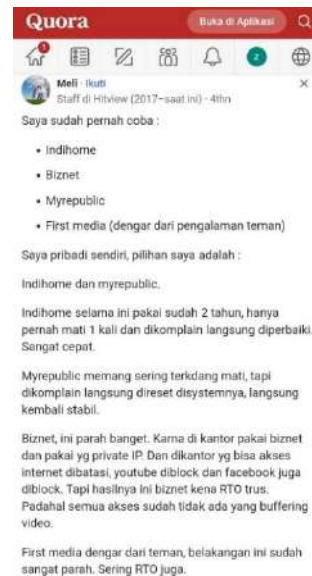 Quora
Buka di Aplikasi
Meli · Ikuti
Staff di Hitview (2017–saat ini) · 4thn
Saya sudah pernah coba :
• Indihome
• Biznet
• Myrepublic
• First media (dengar dari pengalaman teman)
Saya pribadi sendiri, pilihan saya adalah :
Indihome dan myrepublic.
Indihome selama ini pakai sudah 2 tahun, hanya
pernah mati 1 kali dan dikomplain langsung diperbaiki.
Sangat cepat.
Myrepublic memang sering terkdang mati, tapi
dikomplain langsung direset disystemnya, langsung
kembali stabil.
Biznet, ini parah banget. Karna di kantor pakai biznet
dan pakai yg private IP. Dan dikantor yg bisa akses
internet dibatasi, youtube diblock dan facebook juga
diblock. Tapi hasilnya ini biznet kena RTO trus.
Padahal semua akses sudah tidak ada yang buffering
video.
First media dengar dari teman, belakangan ini sudah
sangat parah. Sering RTO juga.